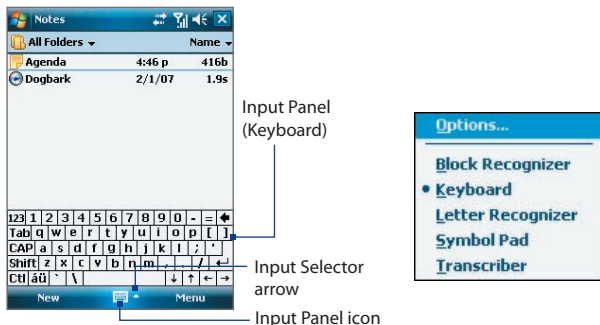 Notes
All Folders Name
Agenda 4:46 p 416b
Dogbark 2/1/07 1.9s
Input Panel
(Keyboard)
123 1 2 3 4 5 6 7 8 9 0 - =
Tab q w e r t y u i o p [ ]
CAP a s d f g h j k l ; '
Shift z x c v b n m , . /
Ctl áü ` \
New Menu
Input Selector
arrow
Input Panel icon
Options...
Block Recognizer
Keyboard
Letter Recognizer
Symbol Pad
Transcriber